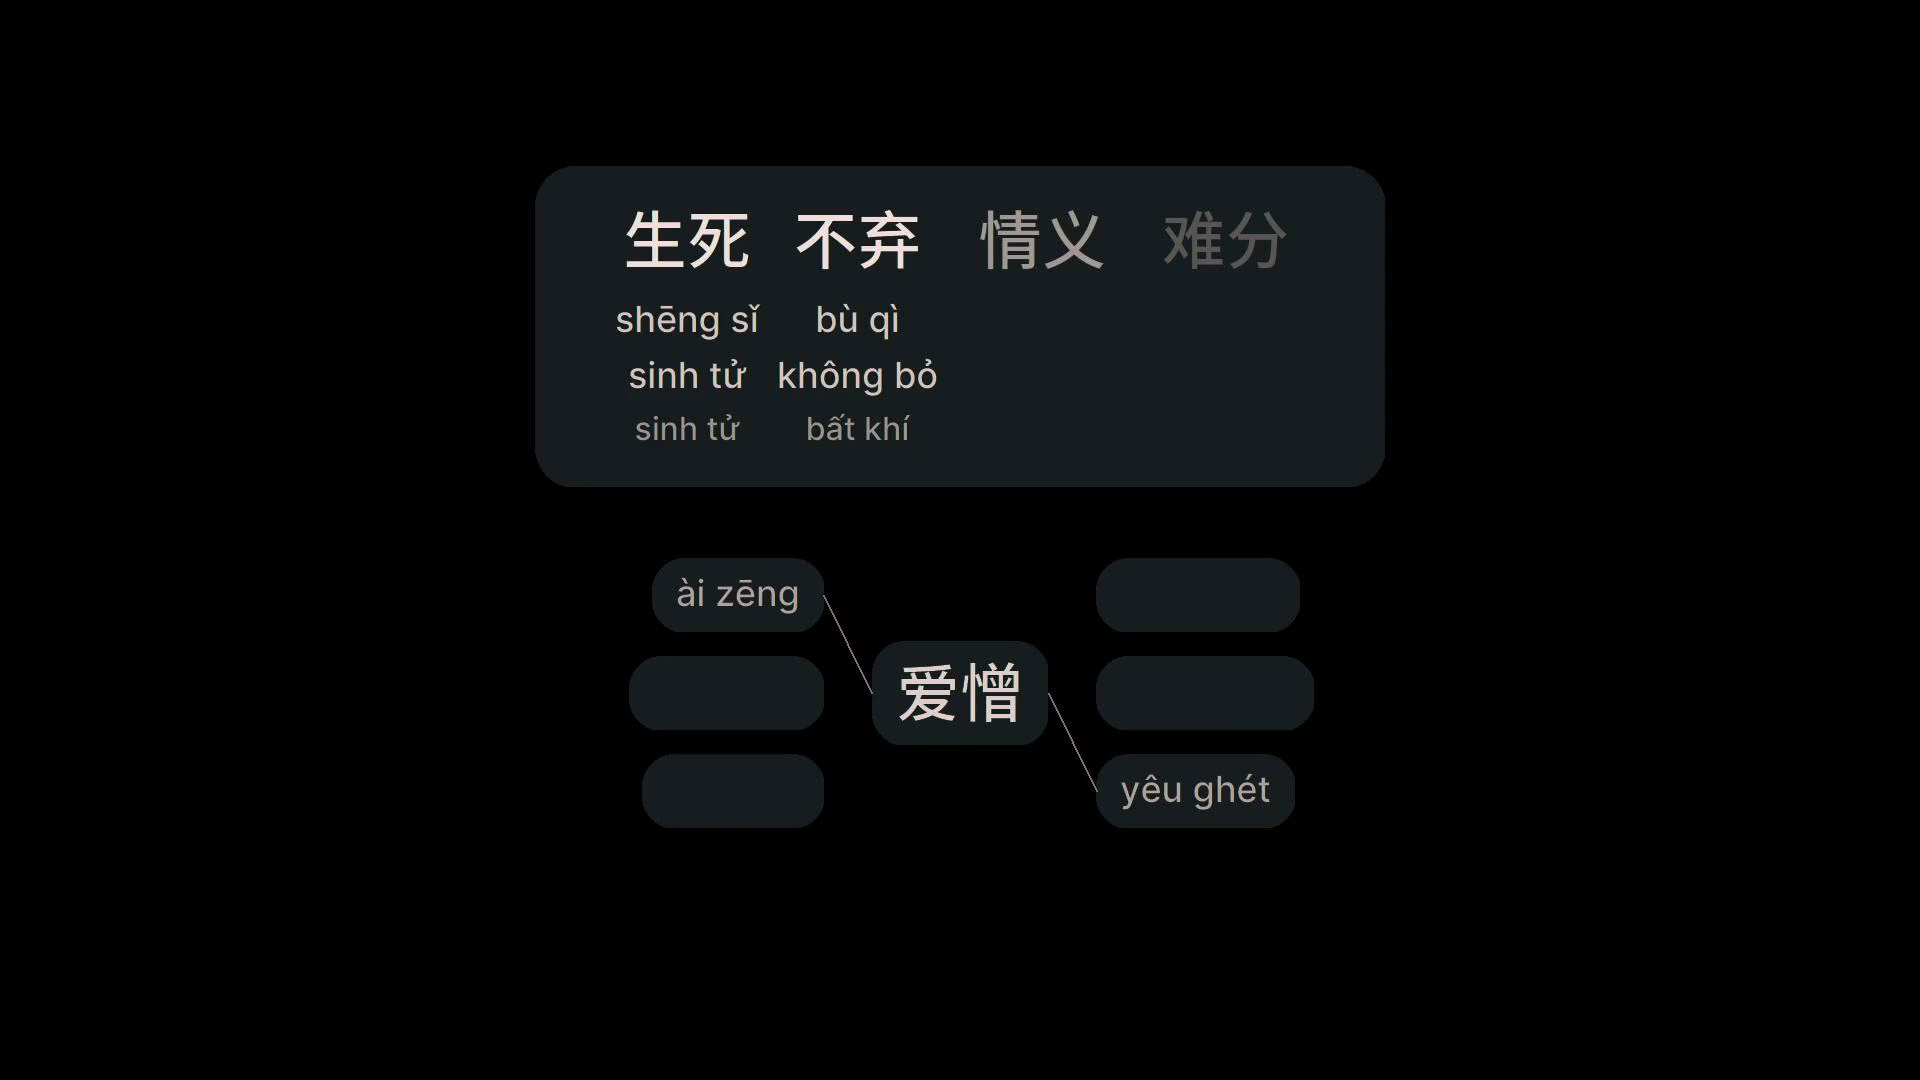 生死 不弃 情义 难分
shēng sǐ bù qì
sinh tử không bỏ
sinh tử bất khí
ài zēng
爱憎
yêu ghét